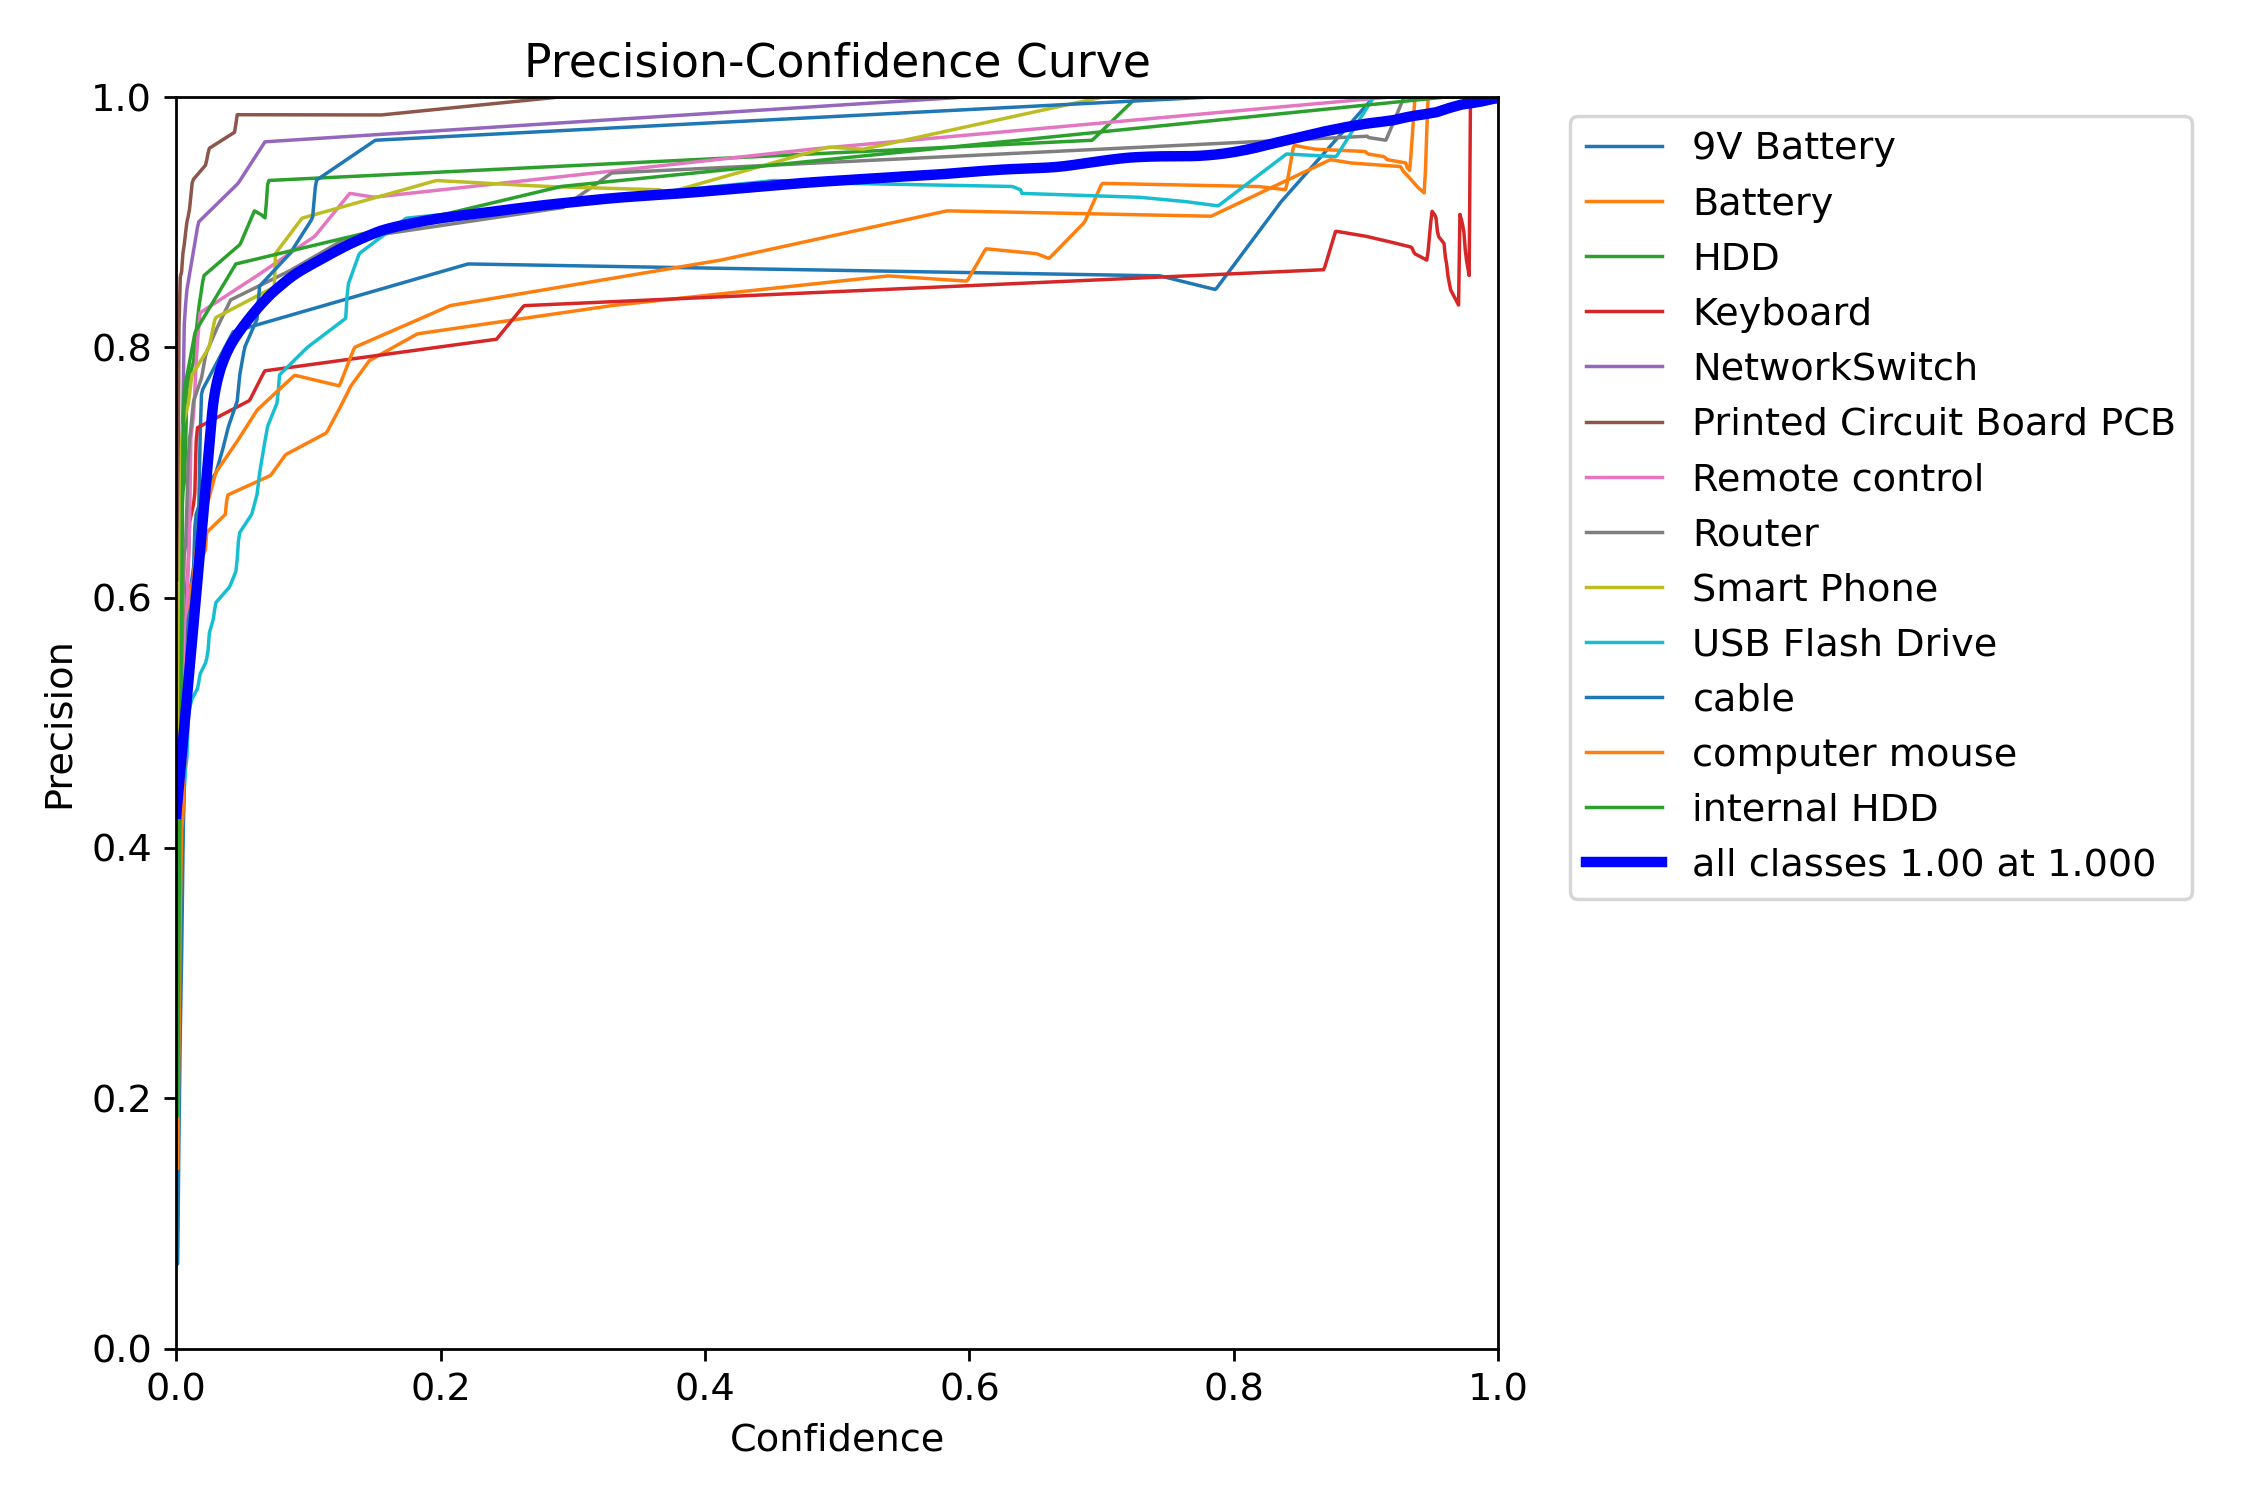 Precision-Confidence Curve
1.0
0.8
0.6
0.4
0.2
0.0
Precision
0.0 0.2 0.4 0.6 0.8 1.0
Confidence
9V Battery
Battery
HDD
Keyboard
NetworkSwitch
Printed Circuit Board PCB
Remote control
Router
Smart Phone
USB Flash Drive
cable
computer mouse
internal HDD
all classes 1.00 at 1.000